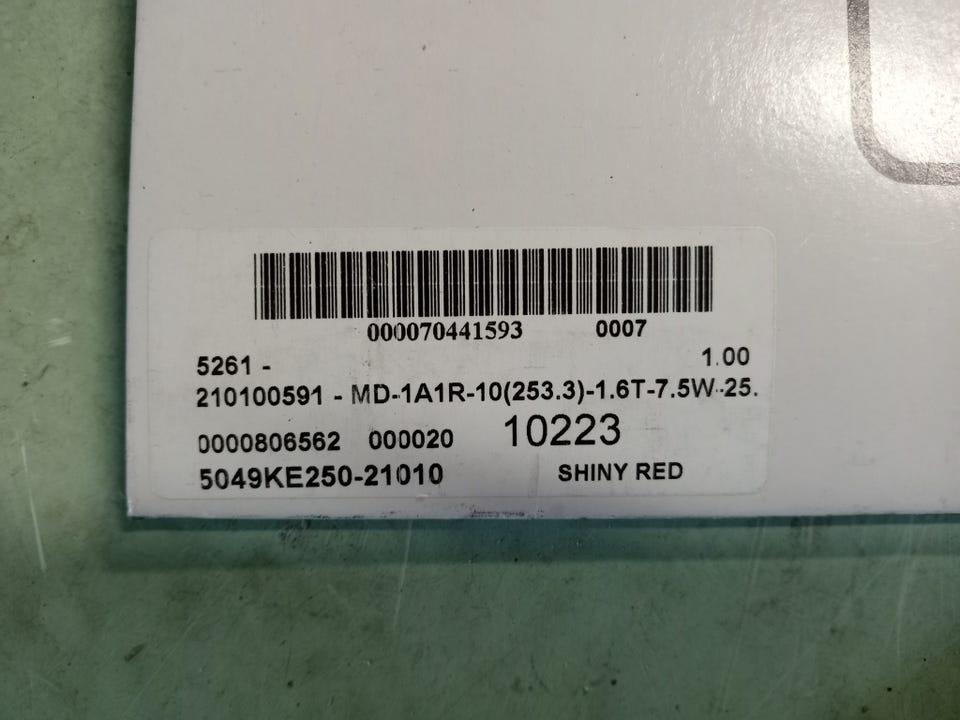 000070441593 0007
5261 - 1.00
210100591 - MD-1A1R-10(253.3)-1.6T-7.5W-25.
0000806562 000020 10223
5049KE250-21010 SHINY RED